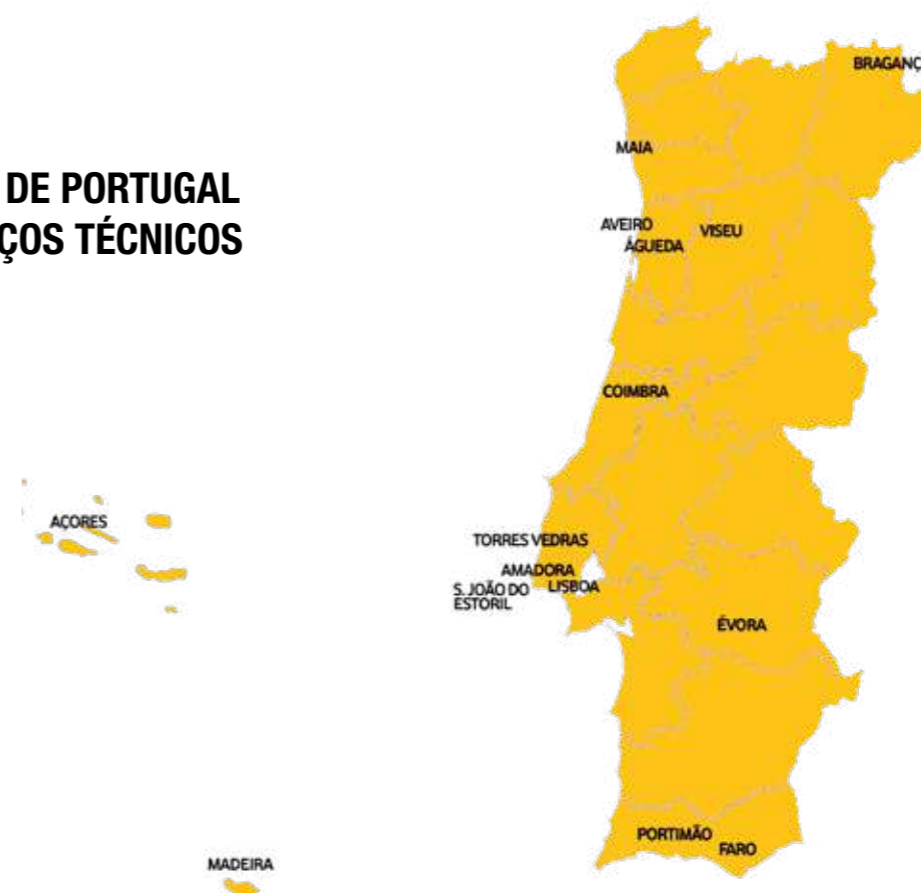 DE PORTUGAL
ÇOS TÉCNICOS
BRAGANÇ
MAIA
AVEIRO
ÁGUEDA
VISEU
COIMBRA
AÇORES
TORRES VEDRAS
AMADORA
LISBOA
S. JOÃO DO
ESTORIL
ÉVORA
PORTIMÃO
FARO
MADEIRA